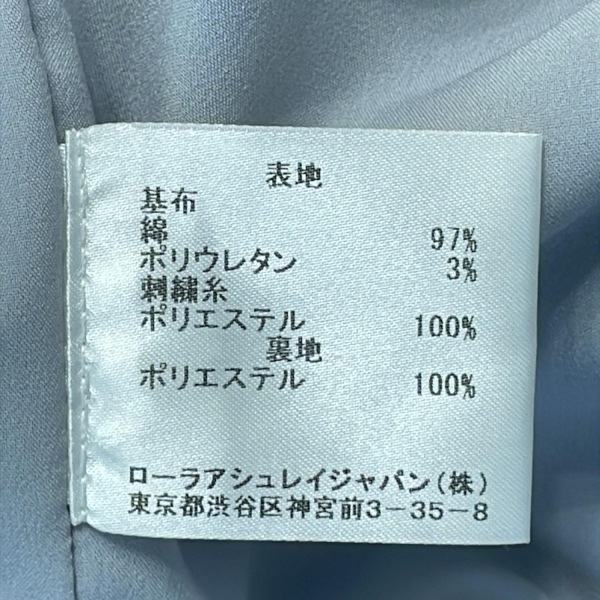 表地
基布
綿 97%
ポリウレタン 3%
刺繍糸
ポリエステル 100%
裏地
ポリエステル 100%
ローラアシュレイジャパン(株)
東京都渋谷区神宮前3-35-8